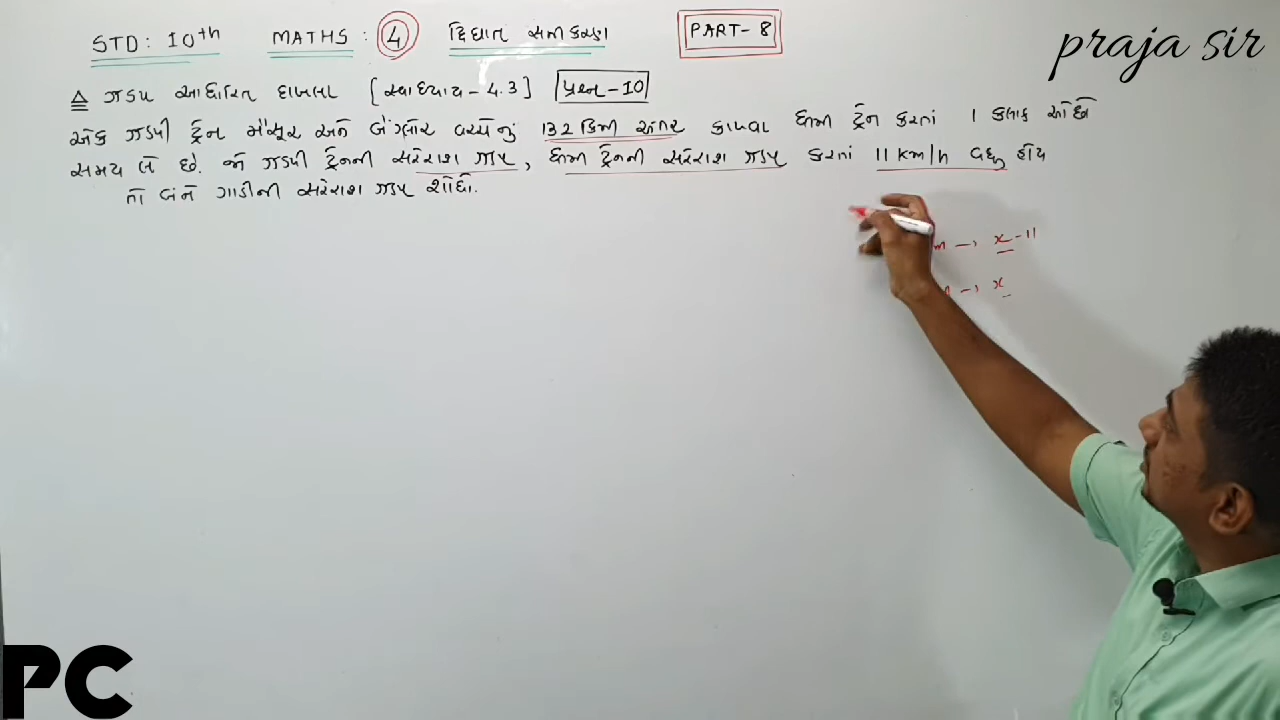 STD : 10th MATHS : 4 દ્વિઘાત સમીકરણ PART- 8
praja sir
ઝડપ આધારિત દાખલા [સ્વાધ્યાય - 4.3] પ્રશ્ન - 10
એક ઝડપી ટ્રેન મૈસૂર અને બેંગ્લોર વચ્ચેનું 132 કિમી અંતર કાપવા ધીમી ટ્રેન કરતાં 1 કલાક ઓછો
સમય લે છે. જો ઝડપી ટ્રેનની સરેરાશ ઝડપ, ધીમી ટ્રેનની સરેરાશ ઝડપ કરતાં 11 km/h વધુ હોય
તો બંને ગાડીની સરેરાશ ઝડપ શોધો.
→ x - 11
→ x
PC